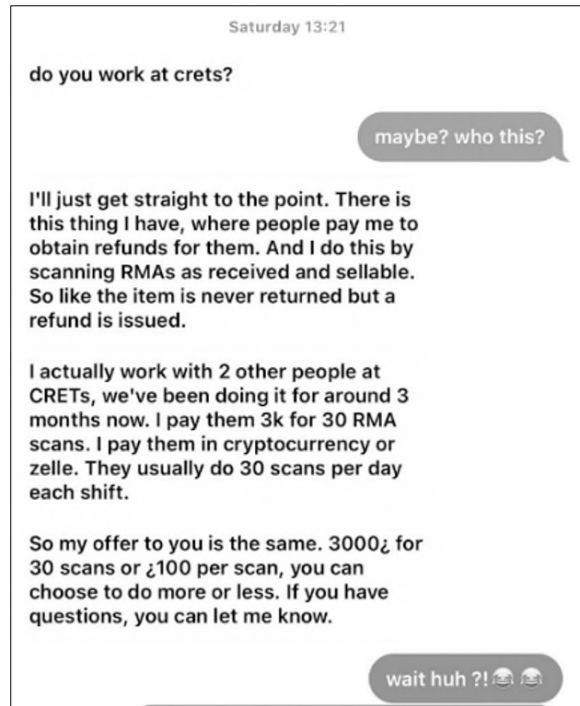 Saturday 13:21
do you work at crets?
maybe? who this?
I'll just get straight to the point. There is
this thing I have, where people pay me to
obtain refunds for them. And I do this by
scanning RMAs as received and sellable.
So like the item is never returned but a
refund is issued.
I actually work with 2 other people at
CRETs, we've been doing it for around 3
months now. I pay them 3k for 30 RMA
scans. I pay them in cryptocurrency or
zelle. They usually do 30 scans per day
each shift.
So my offer to you is the same. 3000¿ for
30 scans or ¿100 per scan, you can
choose to do more or less. If you have
questions, you can let me know.
wait huh ?!😂 😂